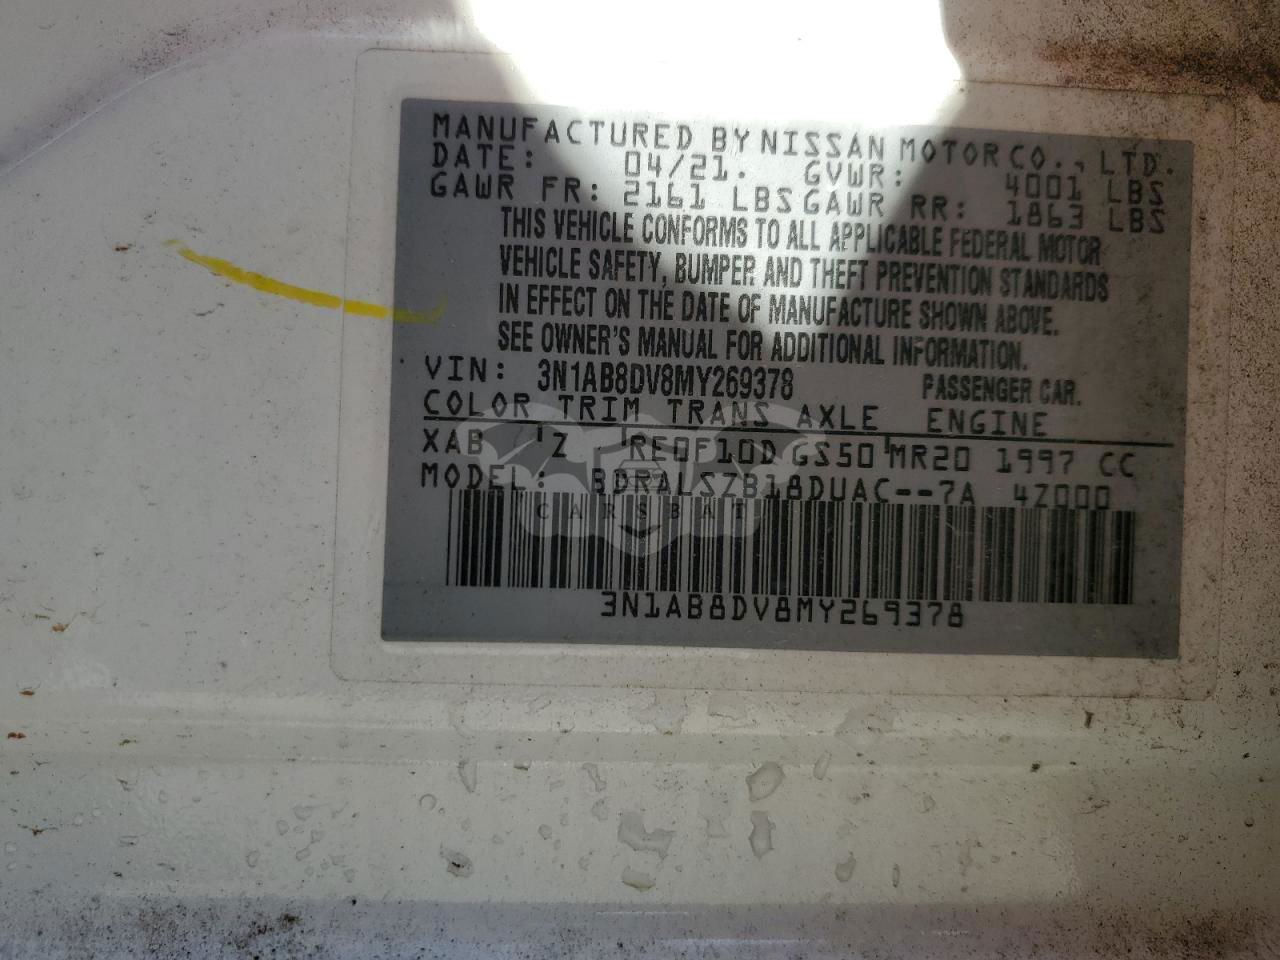 MANUFACTURED BY NISSAN MOTOR CO., LTD.
DATE: 04/21. GVWR: 4001 LBS
GAWR FR: 2161 LBS GAWR RR: 1863 LBS
THIS VEHICLE CONFORMS TO ALL APPLICABLE FEDERAL MOTOR
VEHICLE SAFETY, BUMPER AND THEFT PREVENTION STANDARDS
IN EFFECT ON THE DATE OF MANUFACTURE SHOWN ABOVE.
SEE OWNER'S MANUAL FOR ADDITIONAL INFORMATION.
VIN: 3N1AB8DV8MY269378 PASSENGER CAR.
COLOR TRIM TRANS AXLE ENGINE
XAB Z RE0F10D GS50 MR20 1997 CC
MODEL: BDRALSZB18DUAC--7A 4Z000
CARSBAT
3N1AB8DV8MY269378